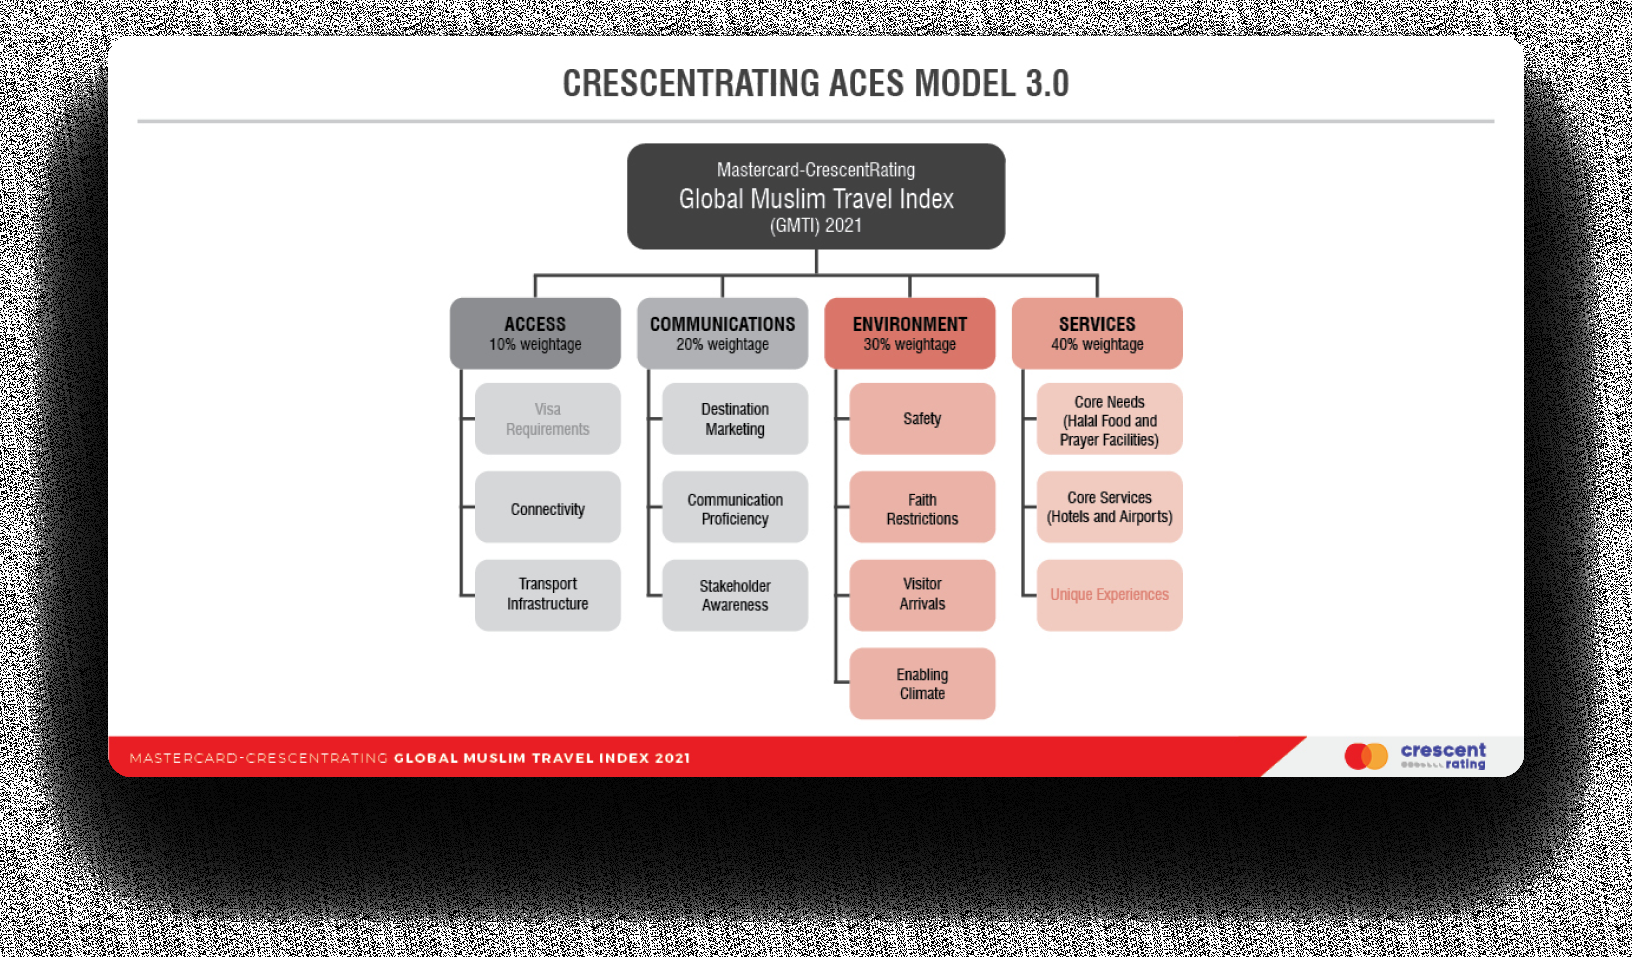 CRESCENTRATING ACES MODEL 3.0
Mastercard-CrescentRating
Global Muslim Travel Index
(GMTI) 2021
ACCESS
10% weightage
Visa
Requirements
Connectivity
Transport
Infrastructure
COMMUNICATIONS
20% weightage
Destination
Marketing
Communication
Proficiency
Stakeholder
Awareness
ENVIRONMENT
30% weightage
Safety
Faith
Restrictions
Visitor
Arrivals
Enabling
Climate
SERVICES
40% weightage
Core Needs
(Halal Food and
Prayer Facilities)
Core Services
(Hotels and Airports)
Unique Experiences
MASTERCARD-CRESCENTRATING GLOBAL MUSLIM TRAVEL INDEX 2021
crescent
rating